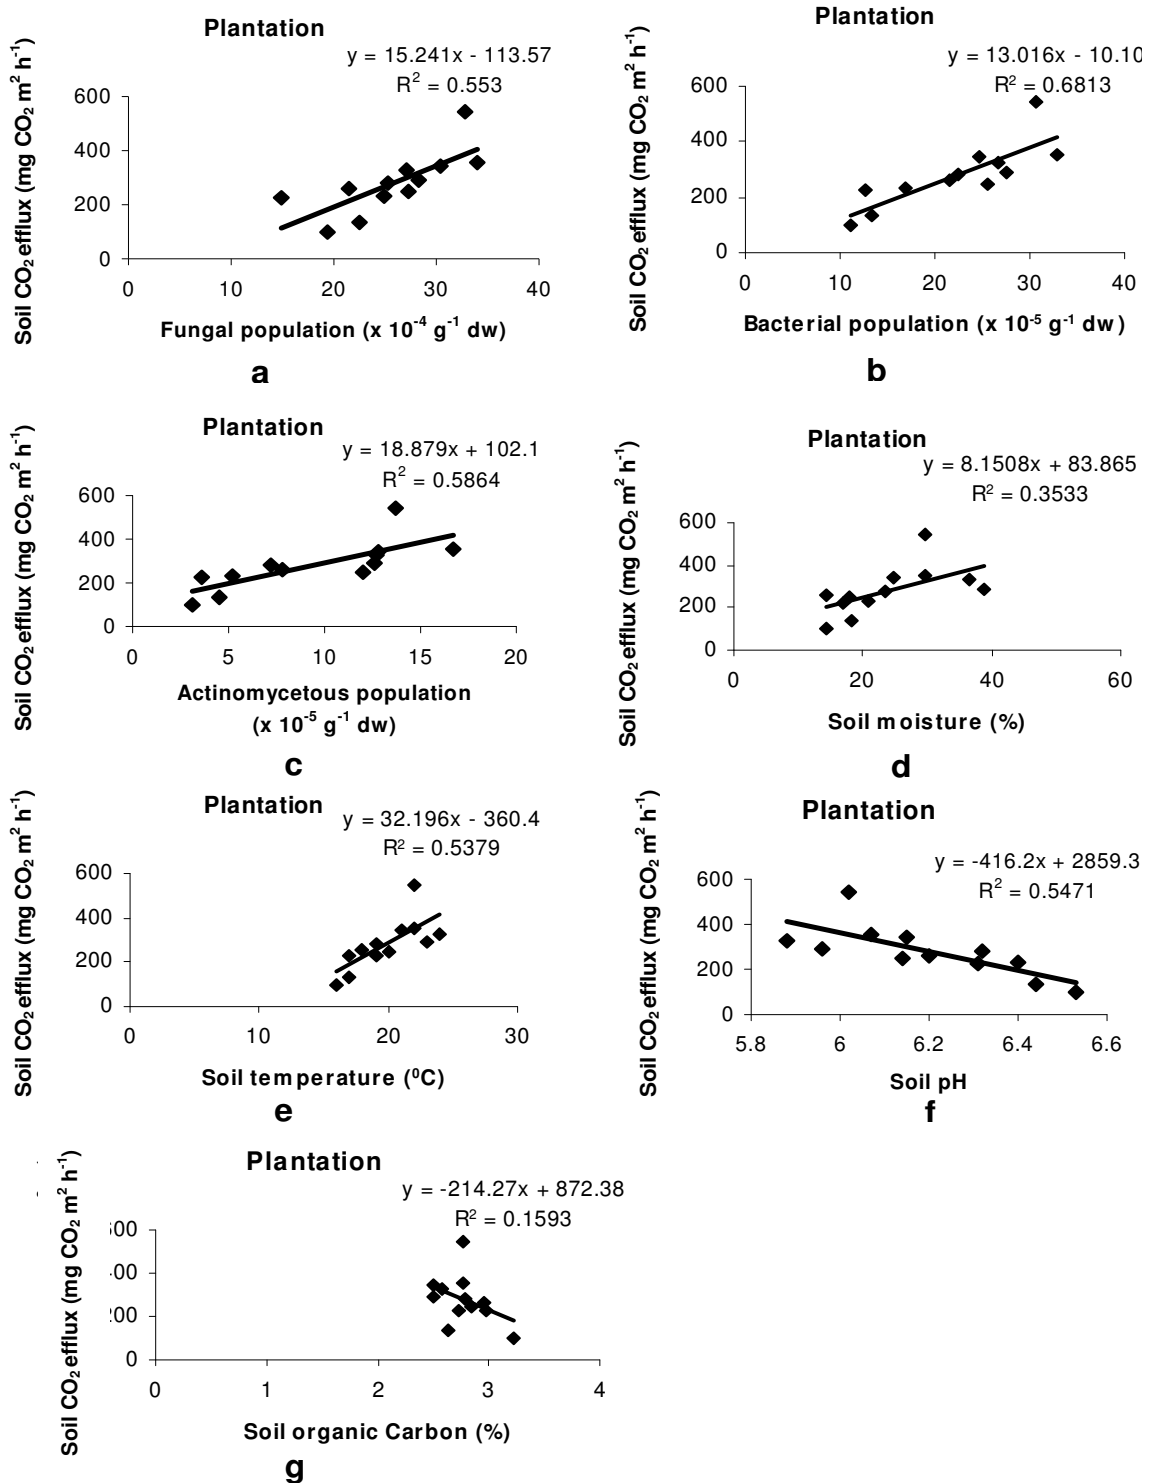 Plantation
y = 15.241x - 113.57
R² = 0.553
Soil CO₂ efflux (mg CO₂ m² h⁻¹)
600
400
200
0
0 10 20 30 40
Fungal population (x 10⁻⁴ g⁻¹ dw)
a
Plantation
y = 13.016x - 10.10
R² = 0.6813
Soil CO₂ efflux (mg CO₂ m² h⁻¹)
600
400
200
0
0 10 20 30 40
Bacterial population (x 10⁻⁵ g⁻¹ dw)
b
Plantation
y = 18.879x + 102.1
R² = 0.5864
Soil CO₂ efflux (mg CO₂ m² h⁻¹)
600
400
200
0
0 5 10 15 20
Actinomycetous population
(x 10⁻⁵ g⁻¹ dw)
c
Plantation
y = 8.1508x + 83.865
R² = 0.3533
Soil CO₂ efflux (mg CO₂ m² h⁻¹)
600
400
200
0
0 20 40 60
Soil moisture (%)
d
Plantation
y = 32.196x - 360.4
R² = 0.5379
Soil CO₂ efflux (mg CO₂ m² h⁻¹)
600
400
200
0
0 10 20 30
Soil temperature (⁰C)
e
Plantation
y = -416.2x + 2859.3
R² = 0.5471
Soil CO₂ efflux (mg CO₂ m² h⁻¹)
600
400
200
0
5.8 6 6.2 6.4 6.6
Soil pH
f
Plantation
y = -214.27x + 872.38
R² = 0.1593
Soil CO₂ efflux (mg CO₂ m² h⁻¹)
600
400
200
0
0 1 2 3 4
Soil organic Carbon (%)
g